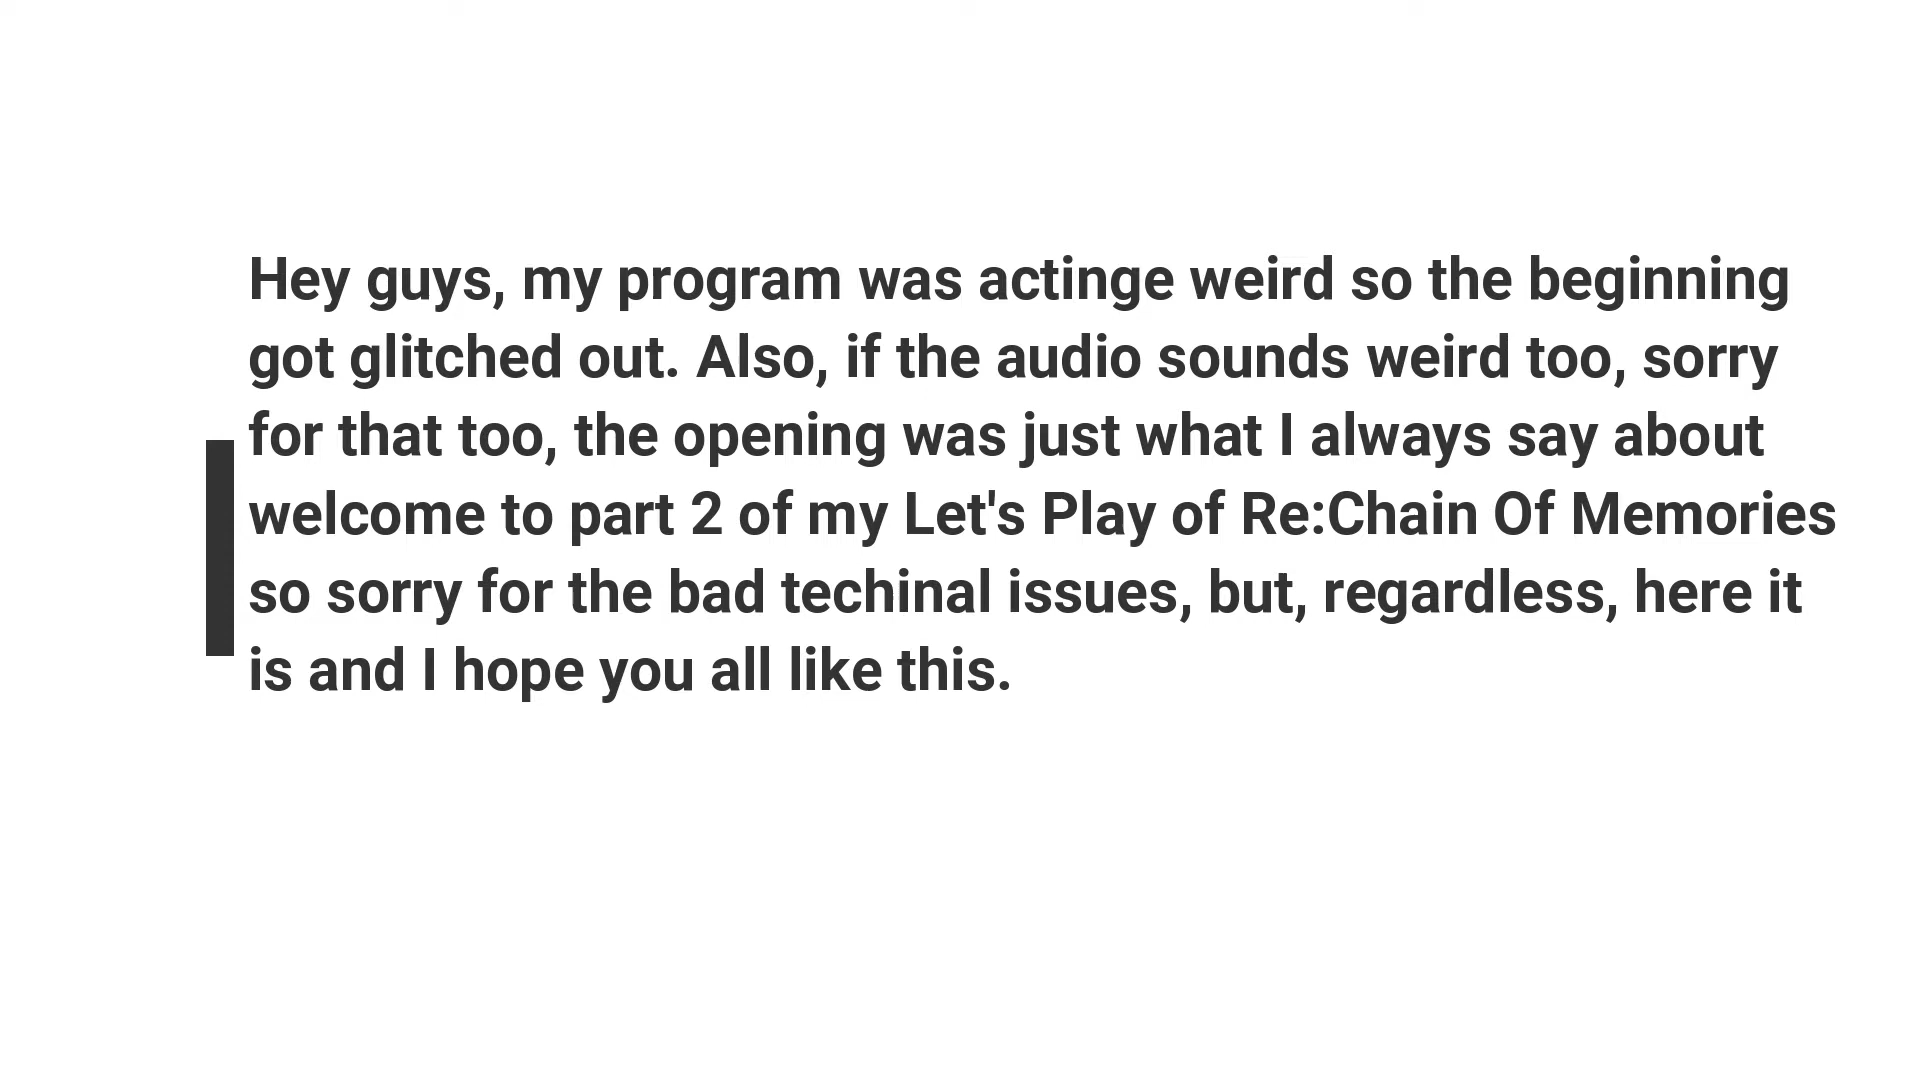 Hey guys, my program was actinge weird so the beginning
got glitched out. Also, if the audio sounds weird too, sorry
for that too, the opening was just what I always say about
welcome to part 2 of my Let's Play of Re:Chain Of Memories
so sorry for the bad techinal issues, but, regardless, here it
is and I hope you all like this.